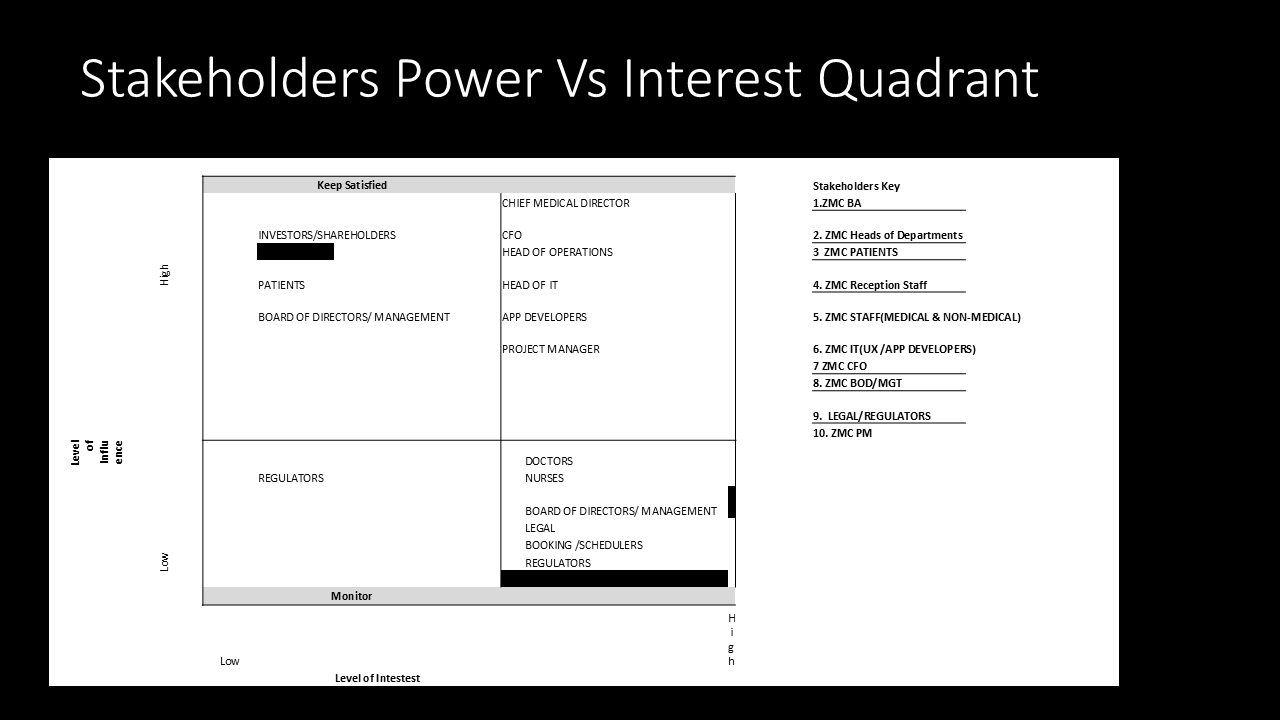 Stakeholders Power Vs Interest Quadrant
Keep Satisfied
CHIEF MEDICAL DIRECTOR
INVESTORS/SHAREHOLDERS
CFO
HEAD OF OPERATIONS
PATIENTS
HEAD OF IT
BOARD OF DIRECTORS/ MANAGEMENT
APP DEVELOPERS
PROJECT MANAGER
High
Level
of
Influ
ence
DOCTORS
REGULATORS
NURSES
BOARD OF DIRECTORS/ MANAGEMENT
LEGAL
BOOKING /SCHEDULERS
REGULATORS
Low
Monitor
H
i
g
h
Low
Level of Intestest
Stakeholders Key
1.ZMC BA
2. ZMC Heads of Departments
3 ZMC PATIENTS
4. ZMC Reception Staff
5. ZMC STAFF(MEDICAL & NON-MEDICAL)
6. ZMC IT(UX /APP DEVELOPERS)
7 ZMC CFO
8. ZMC BOD/MGT
9. LEGAL/REGULATORS
10. ZMC PM